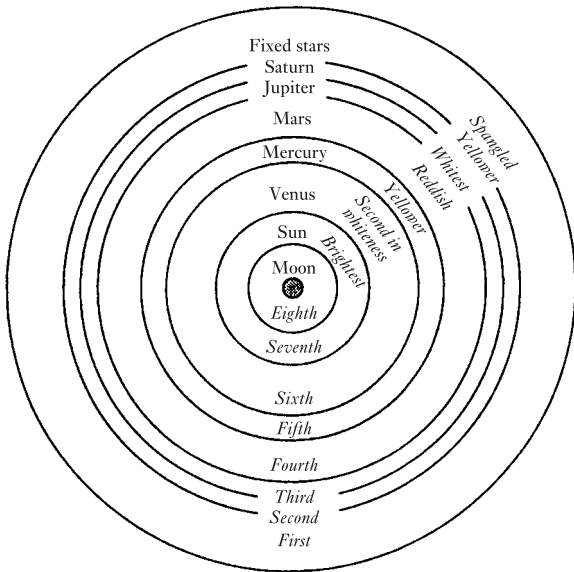 Fixed stars
Saturn
Jupiter
Mars
Mercury
Venus
Sun
Moon
Spangled
Yellower
Whitest
Reddish
Yellower
Second in
whiteness
Brightest
Eighth
Seventh
Sixth
Fifth
Fourth
Third
Second
First